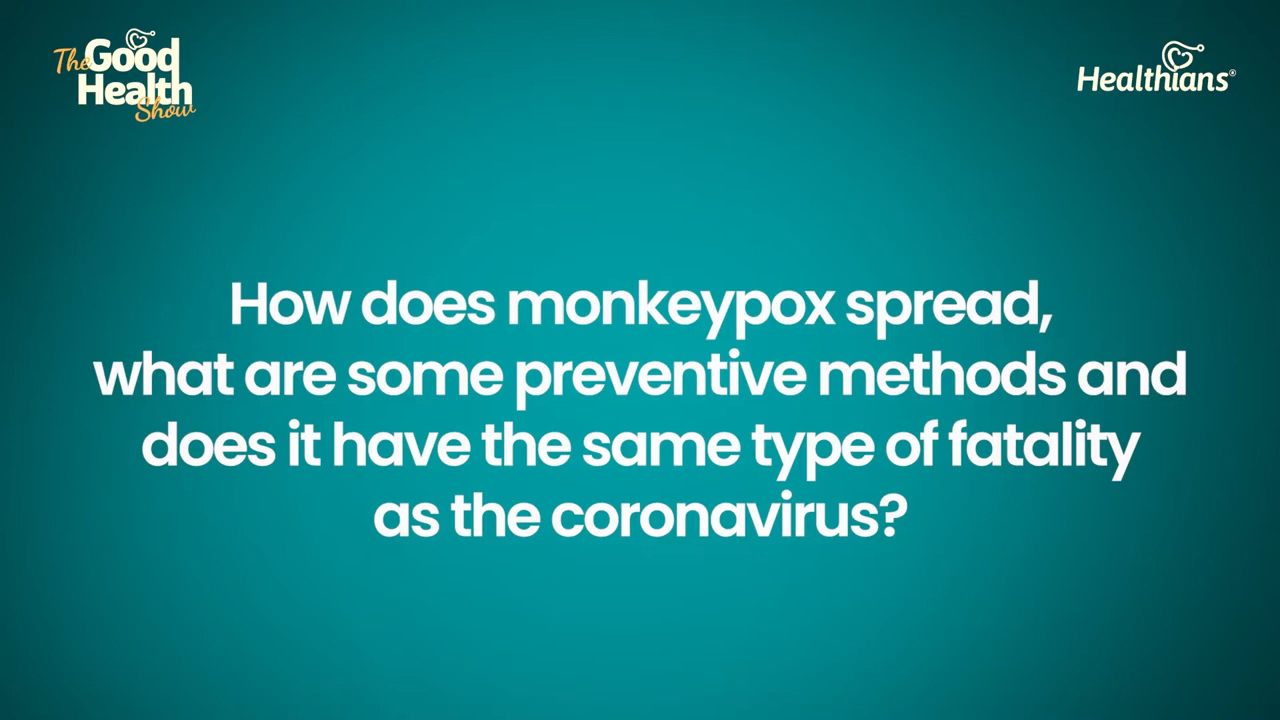 The Good
Health
Show
Healthians®
How does monkeypox spread,
what are some preventive methods and
does it have the same type of fatality
as the coronavirus?